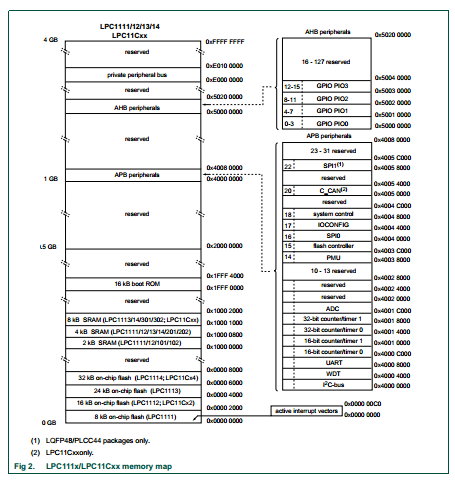 LPC1111/12/13/14
LPC11Cxx
4 GB
0xFFFF FFFF
reserved
0xE010 0000
private peripheral bus
0xE000 0000
reserved
0x5020 0000
AHB peripherals
0x5000 0000
reserved
0x4008 0000
APB peripherals
1 GB
0x4000 0000
reserved
.5 GB
0x2000 0000
reserved
0x1FFF 4000
16 kB boot ROM
0x1FFF 0000
reserved
0x1000 2000
8 kB SRAM (LPC1113/14/301/302; LPC11Cxx)
0x1000 1000
4 kB SRAM (LPC1111/12/13/14/201/202)
0x1000 0800
2 kB SRAM (LPC1111/12/101/102)
0x1000 0000
reserved
0x0000 8000
32 kB on-chip flash (LPC1114; LPC11Cx4)
0x0000 6000
24 kB on-chip flash (LPC1113)
0x0000 4000
16 kB on-chip flash (LPC1112; LPC11Cx2)
0x0000 2000
8 kB on-chip flash (LPC1111)
0 GB
0x0000 0000
AHB peripherals
0x5020 0000
16 - 127 reserved
0x5004 0000
12-15 GPIO PIO3
0x5003 0000
8-11 GPIO PIO2
0x5002 0000
4-7 GPIO PIO1
0x5001 0000
0-3 GPIO PIO0
0x5000 0000
APB peripherals
0x4008 0000
23 - 31 reserved
0x4005 C000
22 SPI1(1)
0x4005 8000
reserved
0x4005 4000
20 C_CAN(2)
0x4005 0000
reserved
0x4004 C000
18 system control
0x4004 8000
17 IOCONFIG
0x4004 4000
16 SPI0
0x4004 0000
15 flash controller
0x4003 C000
14 PMU
0x4003 8000
10 - 13 reserved
0x4002 8000
reserved
0x4002 4000
reserved
0x4002 0000
ADC
0x4001 C000
32-bit counter/timer 1
0x4001 8000
32-bit counter/timer 0
0x4001 4000
16-bit counter/timer 1
0x4001 0000
16-bit counter/timer 0
0x4000 C000
UART
0x4000 8000
WDT
0x4000 4000
I2C-bus
0x4000 0000
0x0000 00C0
active interrupt vectors
0x0000 0000
(1) LQFP48/PLCC44 packages only.
(2) LPC11Cxxonly.
Fig 2. LPC111x/LPC11Cxx memory map